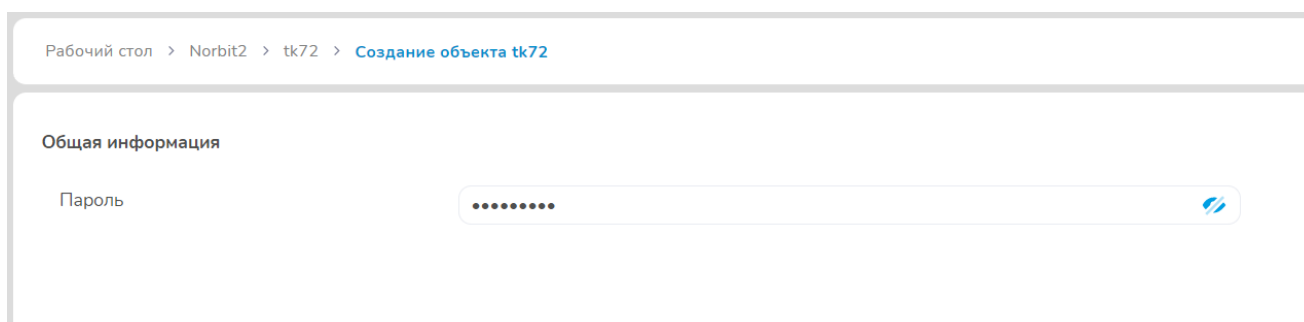 Рабочий стол > Norbit2 > tk72 > Создание объекта tk72
Общая информация
Пароль •••••••••